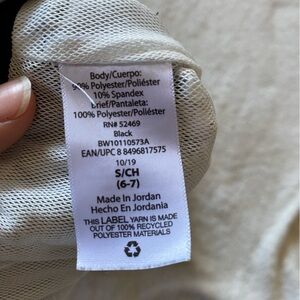 Body/Cuerpo:
90% Polyester/Poliéster
10% Spandex
Brief/Pantaleta:
100% Polyester/Poliéster
RN# 52469
Black
BW10110573A
EAN/UPC 8 8496817575
10/19
S/CH
(6-7)
Made In Jordan
Hecho En Jordania
THIS LABEL YARN IS MADE
OUT OF 100% RECYCLED
POLYESTER MATERIALS